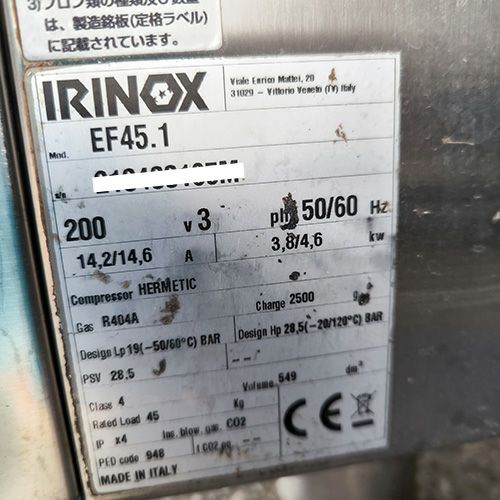 3)フロン類の種類及び数量
は、製造銘板(定格ラベル)
に記載されています。
IRINOX
Viale Enrico Mattei, 20
31029 - Vittorio Veneto (TV) Italy
Mod. EF45.1
s/n
200 v 3 ph 50/60 Hz
14,2/14,6 A 3,8/4,6 kw
Compressor HERMETIC
Gas R404A Charge 2500 g
Design Lp 19(-50/60°C) BAR Design Hp 28,5(-20/120°C) BAR
PSV 28,5 --
Class 4 Volume 549 dm³
Rated Load 45 Kg
IP x4 Ins. blow. gas. CO2
PED code 948 --
MADE IN ITALY
CE